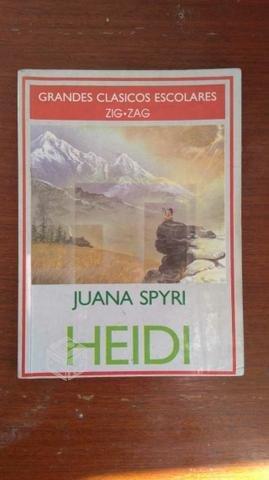 GRANDES CLASICOS ESCOLARES
ZIG•ZAG
JUANA SPYRI
HEIDI